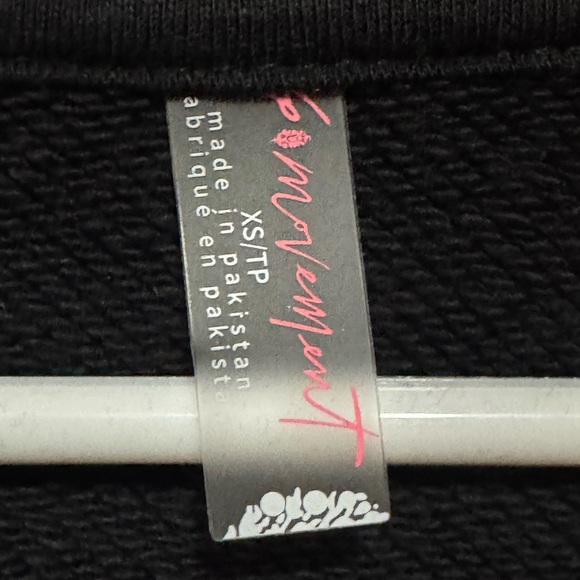 movement
XS/TP
made in pakistan
abrique en pakista